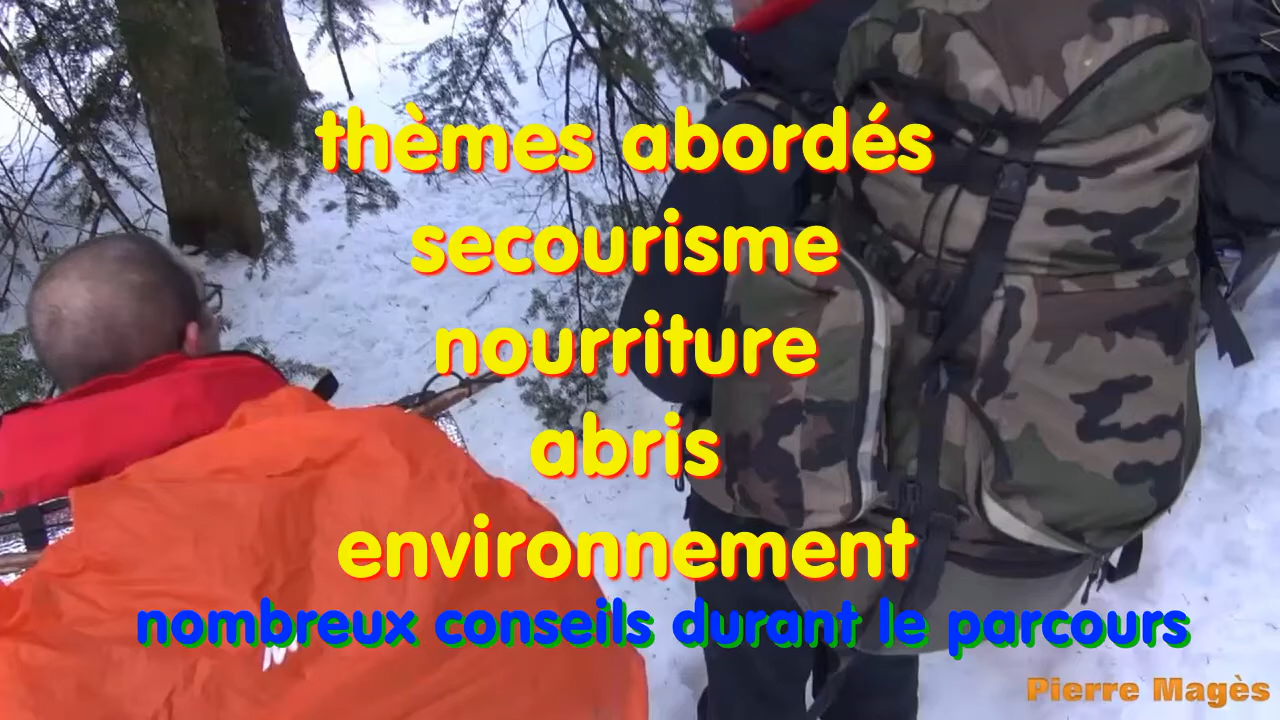 thèmes abordés
secourisme
nourriture
abris
environnement
nombreux conseils durant le parcours
Pierre Magès